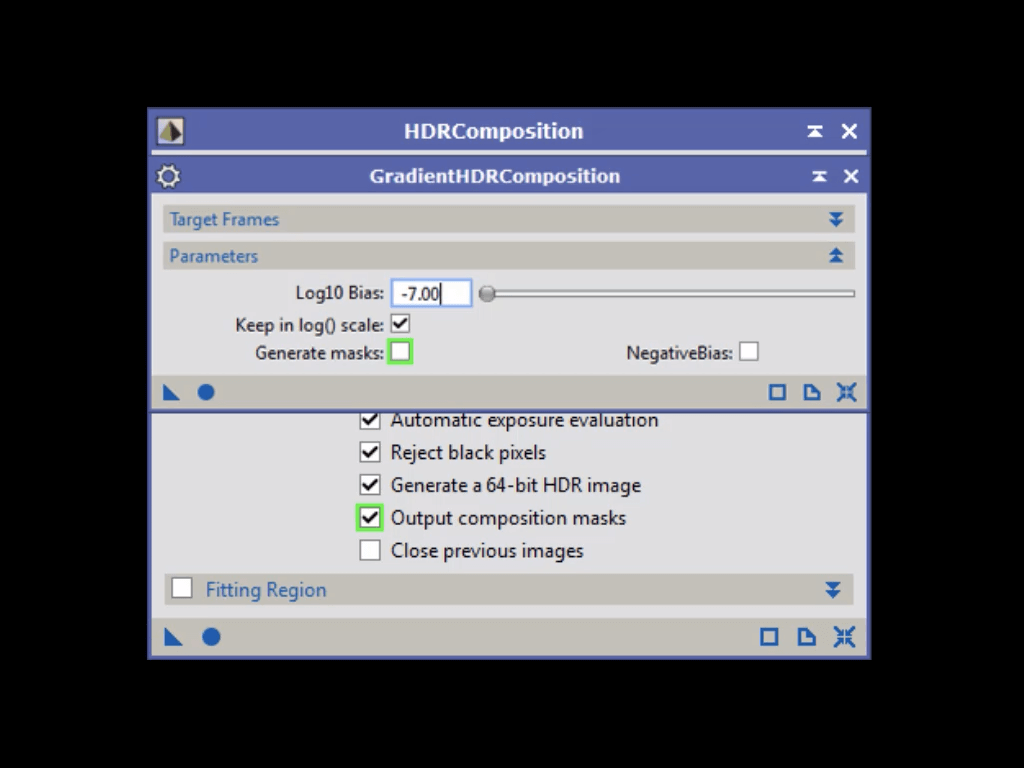 HDRComposition
GradientHDRComposition
Target Frames
Parameters
Log10 Bias: -7.00
Keep in log() scale:
Generate masks: NegativeBias:
Automatic exposure evaluation
Reject black pixels
Generate a 64-bit HDR image
Output composition masks
Close previous images
Fitting Region